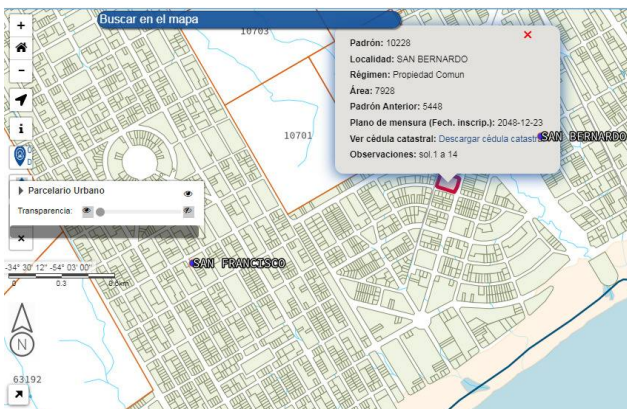 Buscar en el mapa
10703
Padrón: 10228
Localidad: SAN BERNARDO
Régimen: Propiedad Comun
Área: 7928
Padrón Anterior: 5448
Plano de mensura (Fech. inscrip.): 2048-12-23
Ver cédula catastral: Descargar cédula catast
Observaciones: sol.1 a 14
SAN BERNARDO
10701
Parcelario Urbano
Transparencia:
-34° 30' 12" -54° 03' 00"
0 0.3 0.6km
SAN FRANCISCO
N
63192